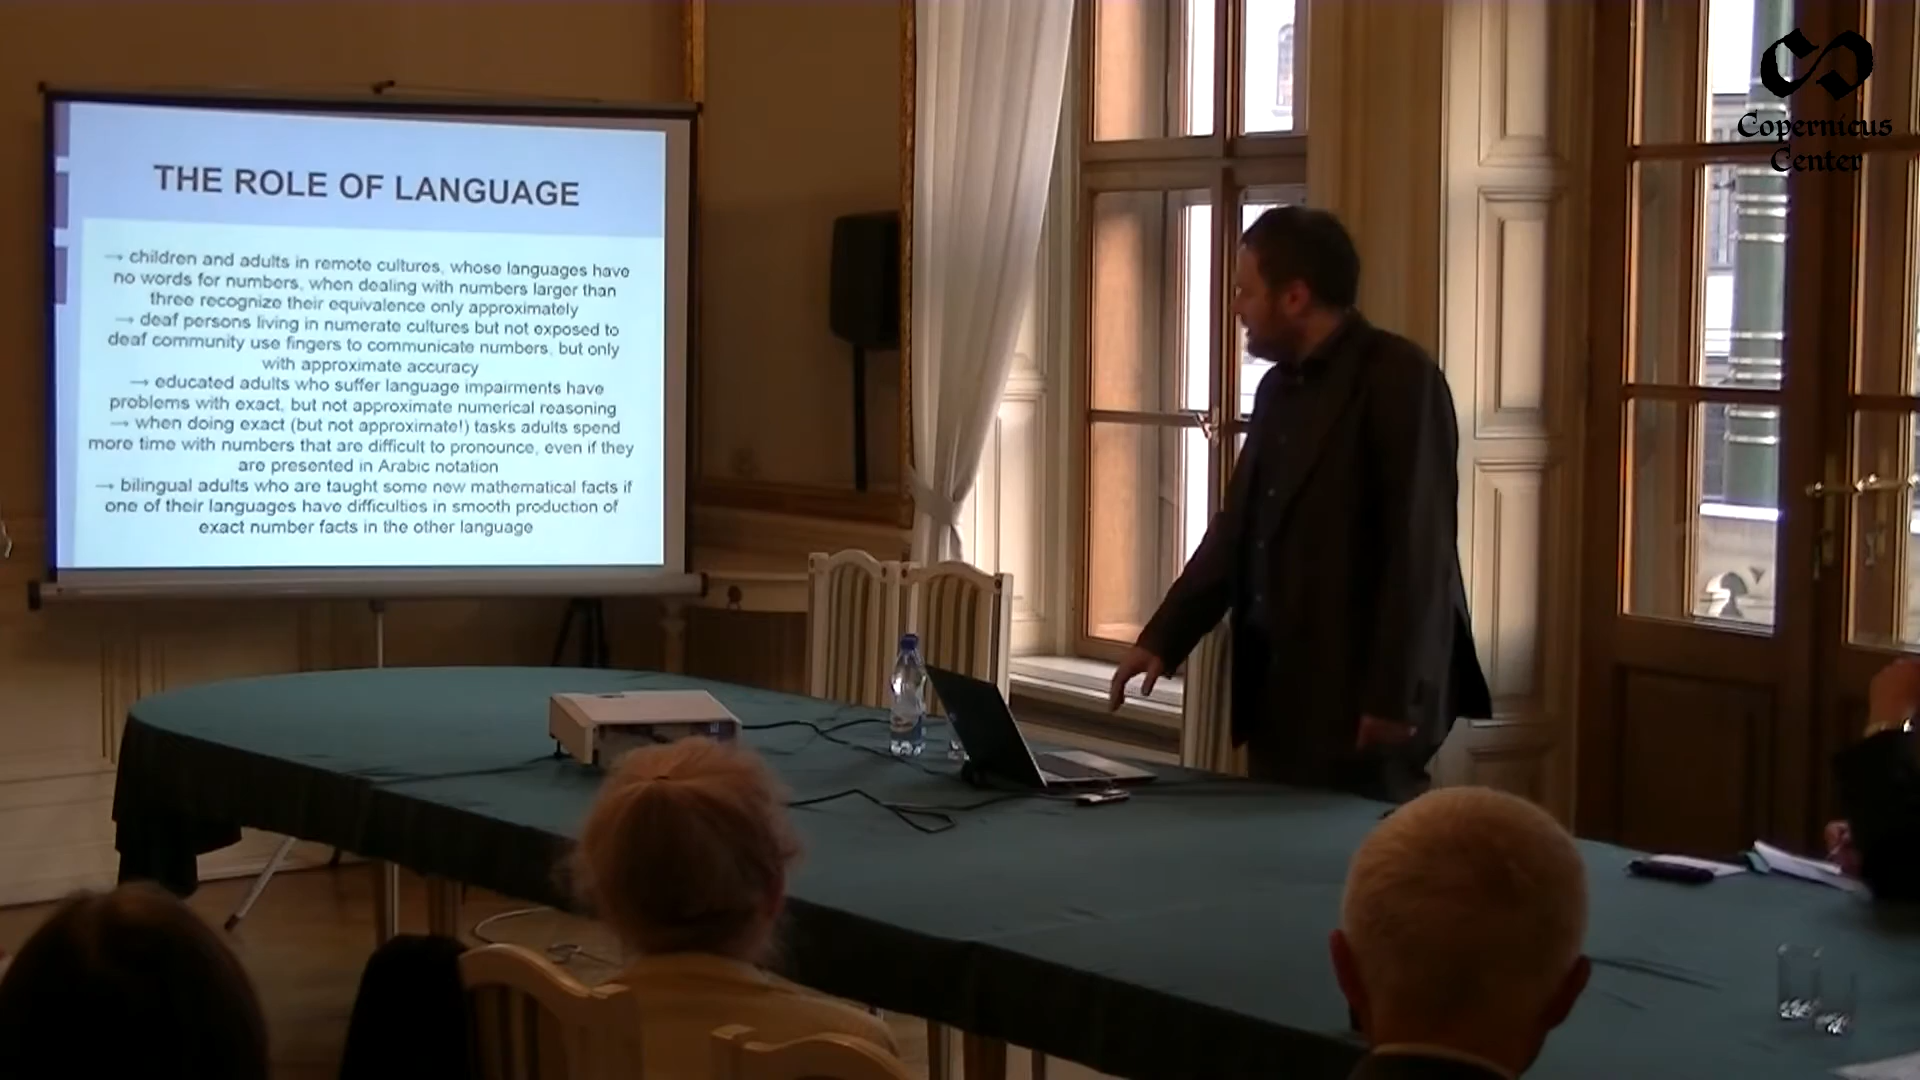 THE ROLE OF LANGUAGE
→ children and adults in remote cultures, whose languages have
no words for numbers, when dealing with numbers larger than
three recognize their equivalence only approximately
→ deaf persons living in numerate cultures but not exposed to
deaf community use fingers to communicate numbers, but only
with approximate accuracy
→ educated adults who suffer language impairments have
problems with exact, but not approximate numerical reasoning
→ when doing exact (but not approximate!) tasks adults spend
more time with numbers that are difficult to pronounce, even if they
are presented in Arabic notation
→ bilingual adults who are taught some new mathematical facts if
one of their languages have difficulties in smooth production of
exact number facts in the other language
Copernicus
Center